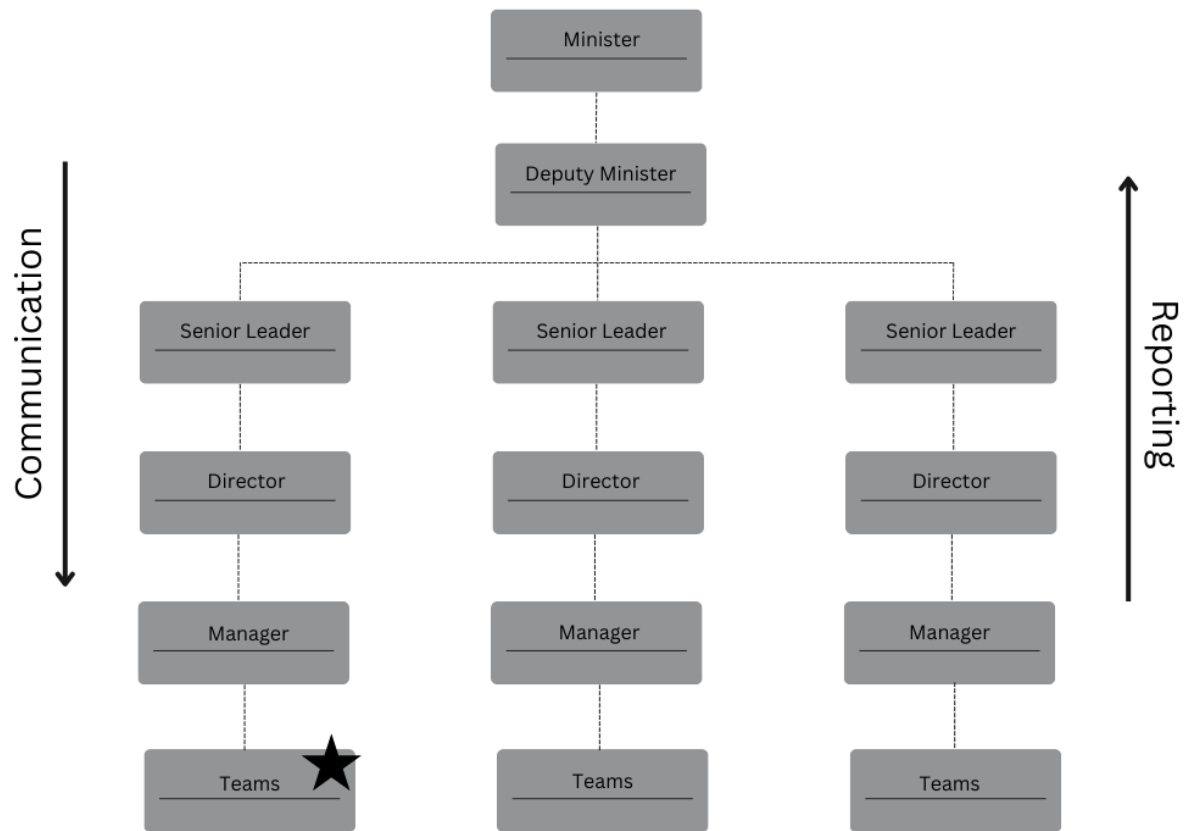 Minister
Deputy Minister
Communication
Reporting
Senior Leader
Senior Leader
Senior Leader
Director
Director
Director
Manager
Manager
Manager
Teams
Teams
Teams